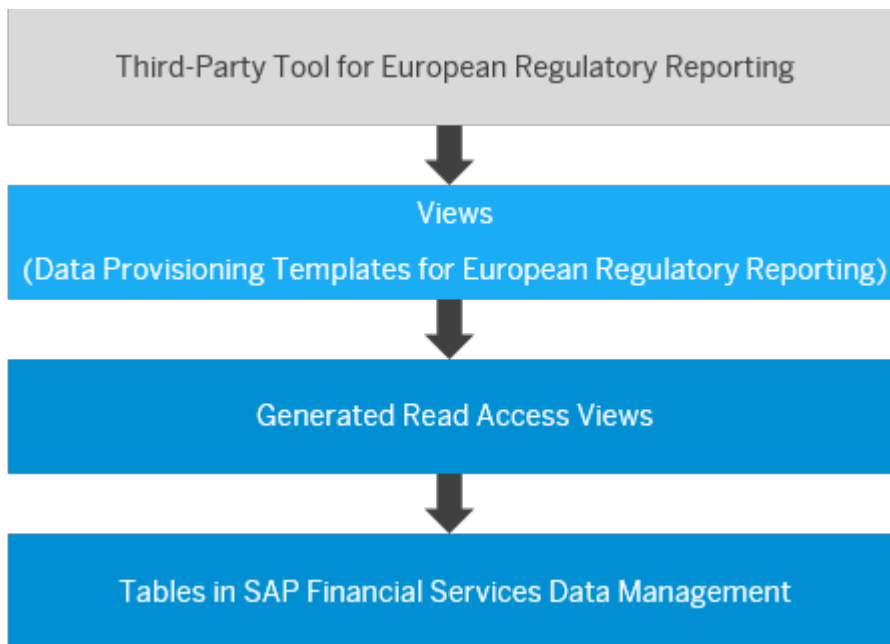 Third-Party Tool for European Regulatory Reporting
Views
(Data Provisioning Templates for European Regulatory Reporting)
Generated Read Access Views
Tables in SAP Financial Services Data Management